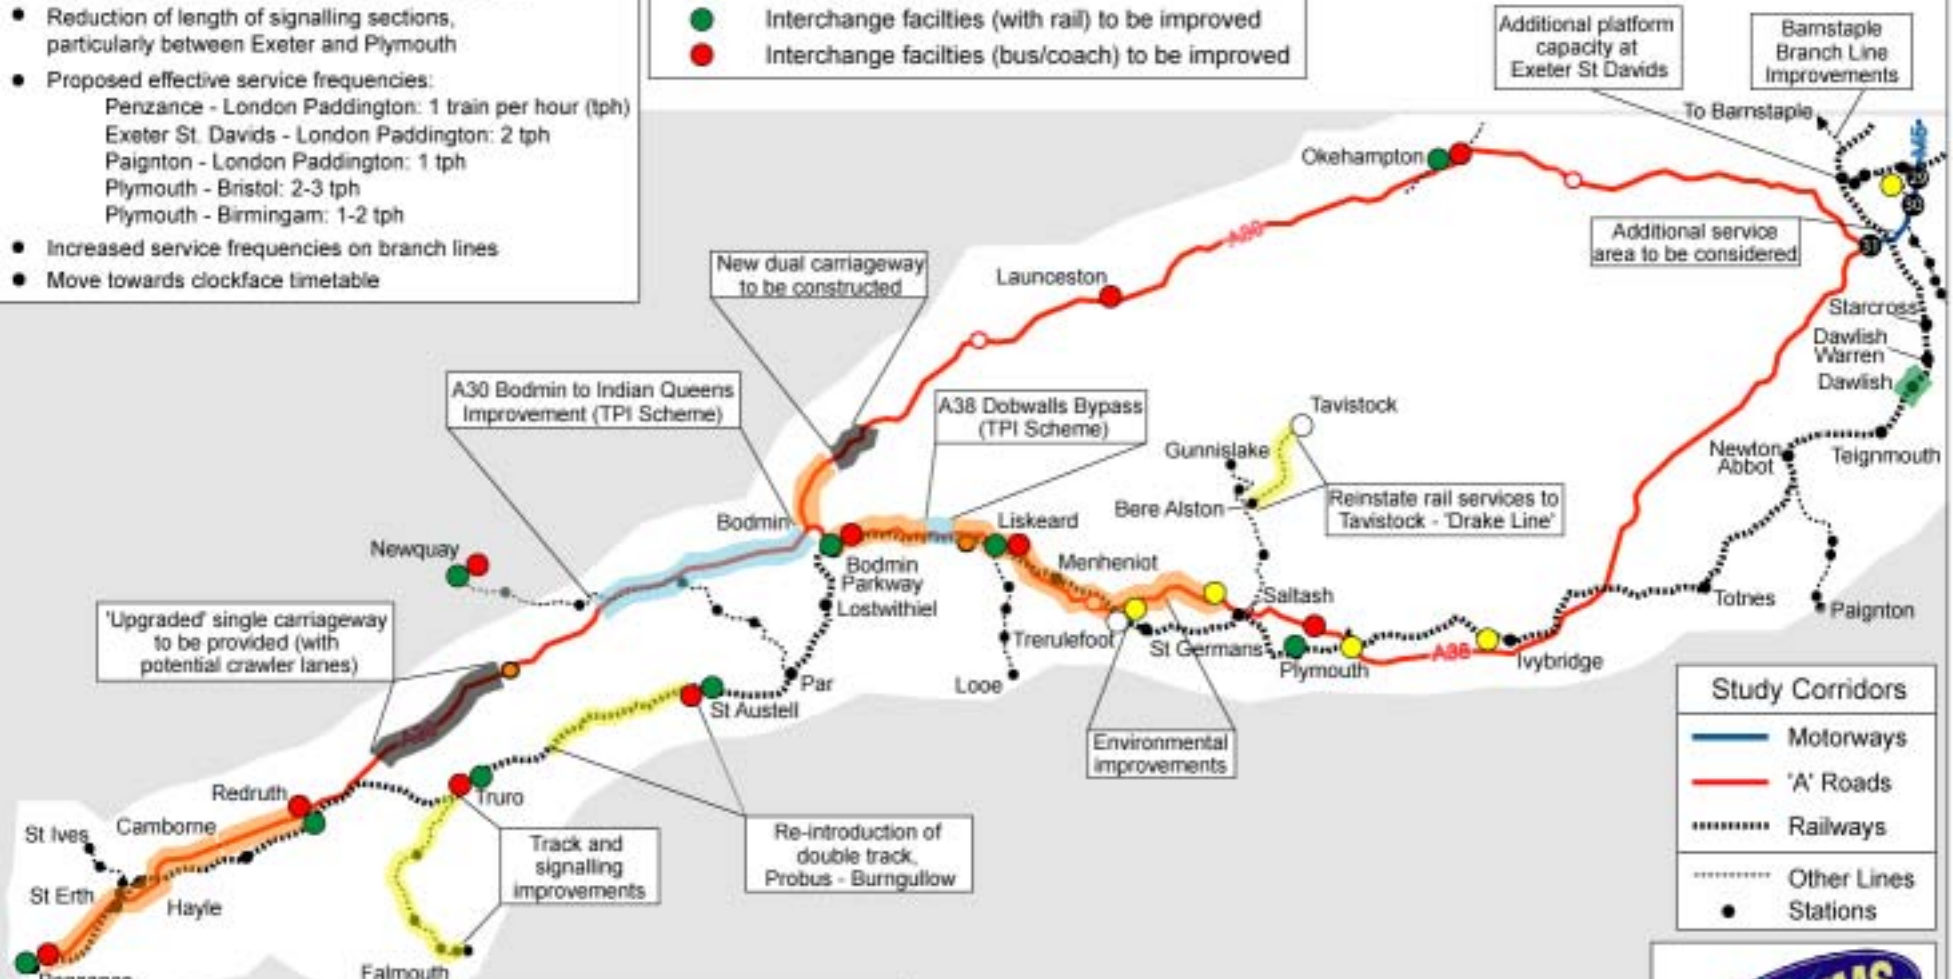 Reduction of length of signalling sections,
particularly between Exeter and Plymouth
Proposed effective service frequencies:
Penzance - London Paddington: 1 train per hour (tph)
Exeter St. Davids - London Paddington: 2 tph
Paignton - London Paddington: 1 tph
Plymouth - Bristol: 2-3 tph
Plymouth - Birmingam: 1-2 tph
Increased service frequencies on branch lines
Move towards clockface timetable
Interchange facilties (with rail) to be improved
Interchange facilties (bus/coach) to be improved
Additional platform
capacity at
Exeter St Davids
Barnstaple
Branch Line
Improvements
To Barnstaple
M5
Okehampton
30
31
A30
Additional service
area to be considered
New dual carriageway
to be constructed
Launceston
Starcross
Dawlish
Warren
Dawlish
A30 Bodmin to Indian Queens
Improvement (TPI Scheme)
A38 Dobwalls Bypass
(TPI Scheme)
Tavistock
Gunnislake
Newton
Abbot
Teignmouth
Bere Alston
Reinstate rail services to
Tavistock - 'Drake Line'
Bodmin
Liskeard
Newquay
Bodmin
Parkway
Menheniot
Lostwithiel
Saltash
Totnes
Paignton
'Upgraded' single carriageway
to be provided (with
potential crawler lanes)
Trerulefoot
St Germans
Plymouth
A38
Ivybridge
Par
Looe
St Austell
Environmental
improvements
Study Corridors
Motorways
'A' Roads
Railways
Other Lines
Stations
Redruth
Truro
Camborne
St Ives
Track and
signalling
improvements
Re-introduction of
double track,
Probus - Burngullow
St Erth
Hayle
Falmouth
Penzance